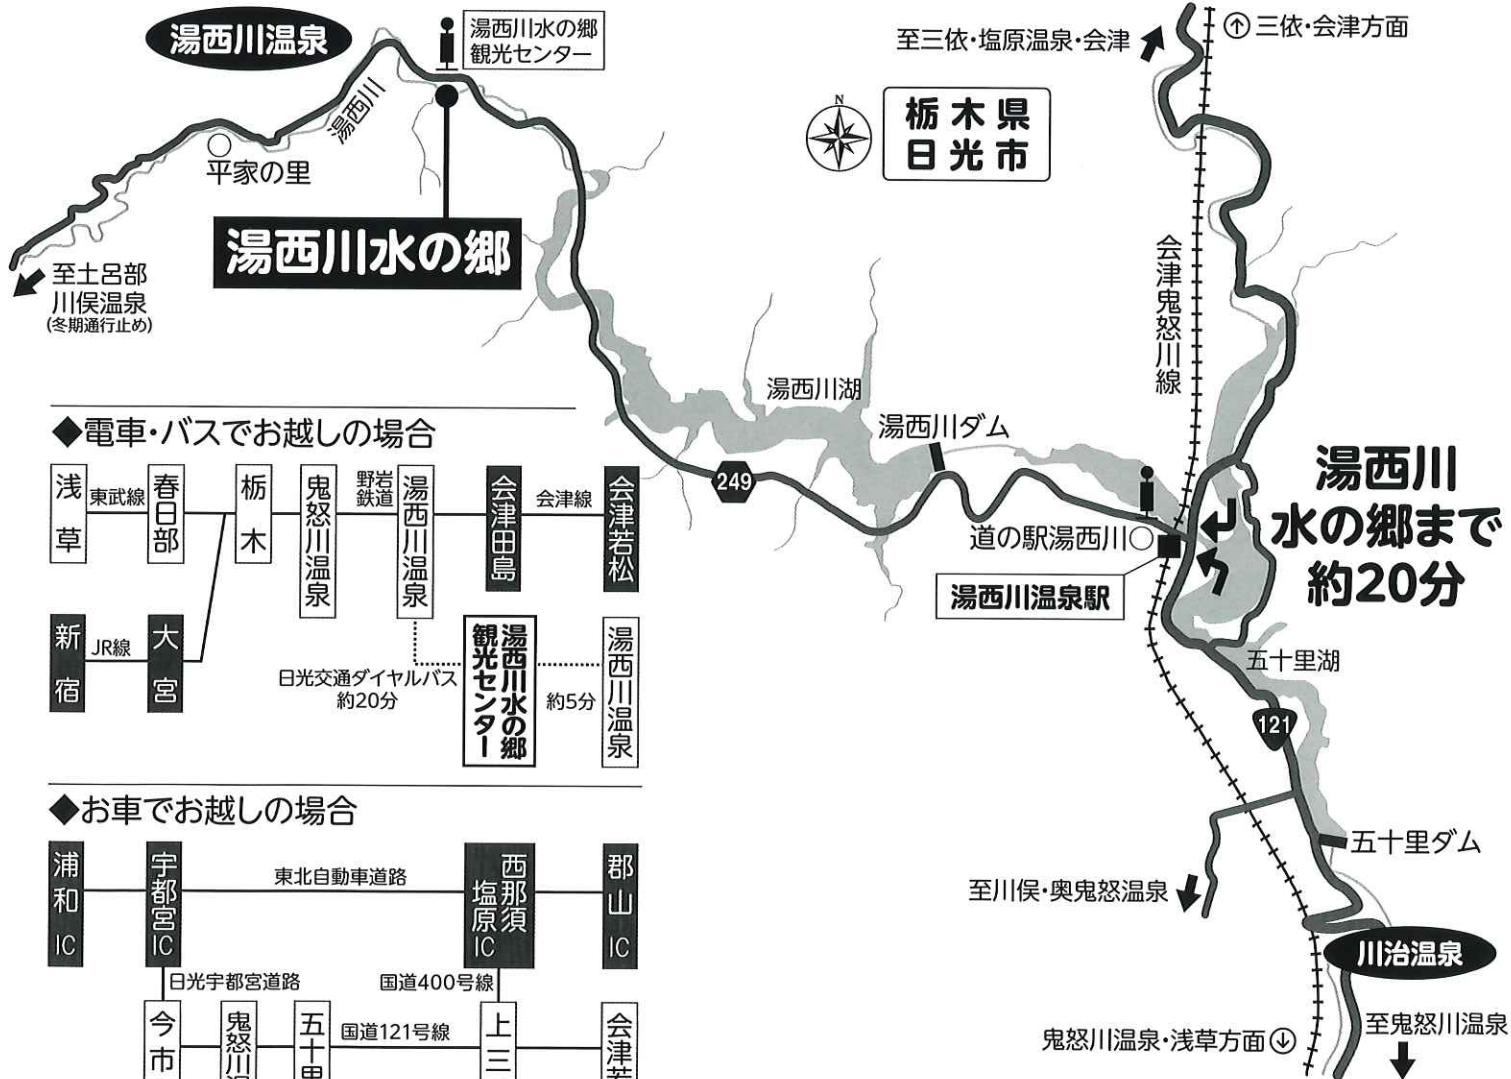 湯西川温泉
湯西川水の郷
観光センター
湯西川
平家の里
湯西川水の郷
至土呂部
川俣温泉
(冬期通行止め)
至三依・塩原温泉・会津
三依・会津方面
N
栃木県
日光市
会津鬼怒川線
湯西川湖
湯西川ダム
249
道の駅湯西川
湯西川温泉駅
湯西川
水の郷まで
約20分
五十里湖
121
五十里ダム
至川俣・奥鬼怒温泉
川治温泉
鬼怒川温泉・浅草方面
至鬼怒川温泉
◆電車・バスでお越しの場合
浅草
東武線
春日部
栃木
鬼怒川温泉
野岩
鉄道
湯西川温泉
会津田島
会津線
会津若松
新宿
JR線
大宮
日光交通ダイヤルバス
約20分
湯西川水の郷
観光センター
約5分
湯西川温泉
◆お車でお越しの場合
浦和IC
宇都宮IC
東北自動車道路
西那須
塩原IC
郡山IC
日光宇都宮道路
国道400号線
今市
鬼怒川
五十里
国道121号線
上三
会津